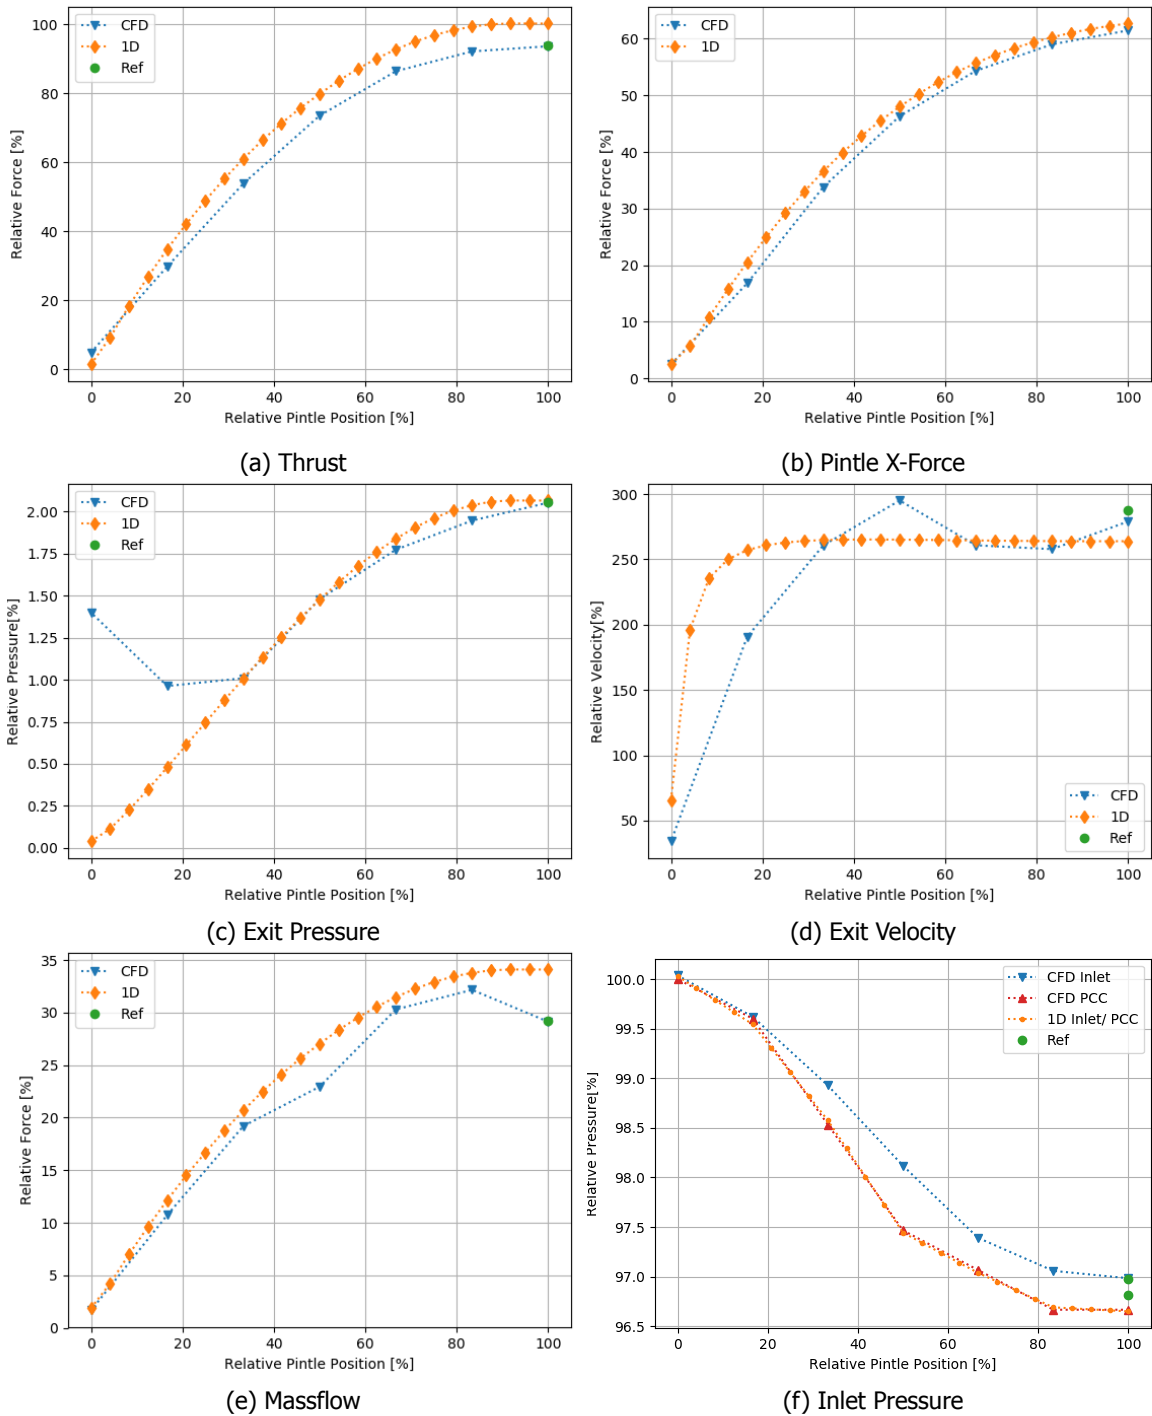 100
80
60
40
20
0
Relative Force [%]
CFD
1D
Ref
0 20 40 60 80 100
Relative Pintle Position [%]
(a) Thrust
60
50
40
30
20
10
0
Relative Force [%]
CFD
1D
0 20 40 60 80 100
Relative Pintle Position [%]
(b) Pintle X-Force
2.00
1.75
1.50
1.25
1.00
0.75
0.50
0.25
0.00
Relative Pressure[%]
CFD
1D
Ref
0 20 40 60 80 100
Relative Pintle Position [%]
(c) Exit Pressure
300
250
200
150
100
50
Relative Velocity[%]
CFD
1D
Ref
0 20 40 60 80 100
Relative Pintle Position [%]
(d) Exit Velocity
35
30
25
20
15
10
5
0
Relative Force [%]
CFD
1D
Ref
0 20 40 60 80 100
Relative Pintle Position [%]
(e) Massflow
100.0
99.5
99.0
98.5
98.0
97.5
97.0
96.5
Relative Pressure[%]
CFD Inlet
CFD PCC
1D Inlet/ PCC
Ref
0 20 40 60 80 100
Relative Pintle Position [%]
(f) Inlet Pressure